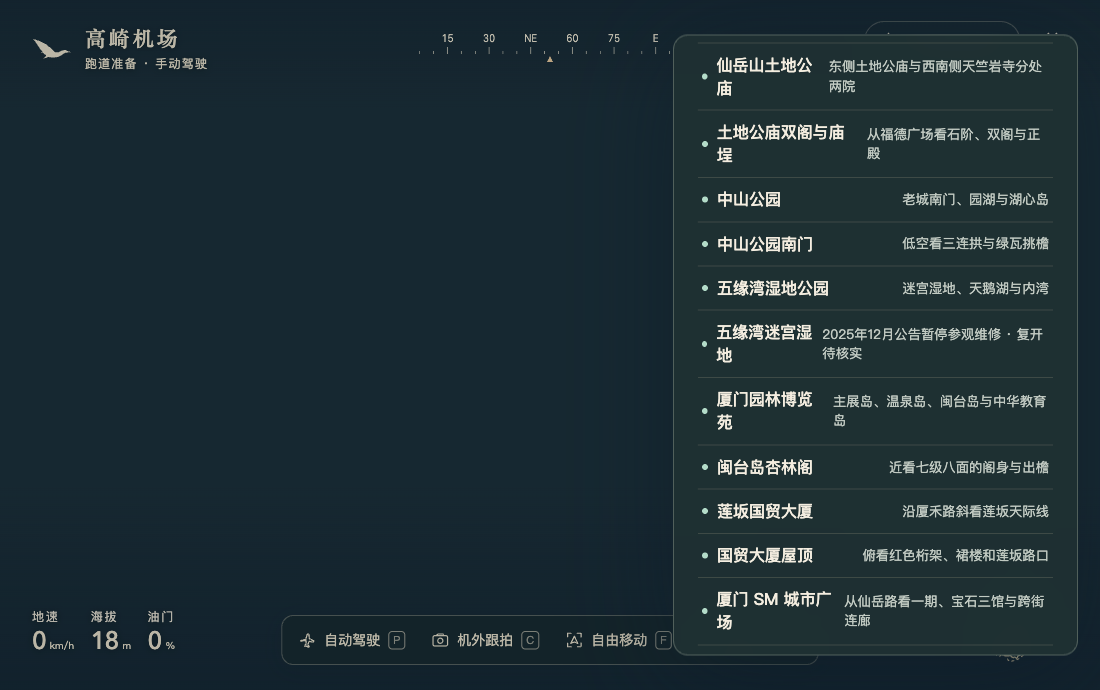 高崎机场
跑道准备 · 手动驾驶
15 30 NE 60 75 E
仙岳山土地公庙
东侧土地公庙与西南侧天竺岩寺分处两院
土地公庙双阁与庙埕
从福德广场看石阶、双阁与正殿
中山公园
老城南门、园湖与湖心岛
中山公园南门
低空看三连拱与绿瓦挑檐
五缘湾湿地公园
迷宫湿地、天鹅湖与内湾
五缘湾迷宫湿地
2025年12月公告暂停参观维修 · 复开待核实
厦门园林博览苑
主展岛、温泉岛、闽台岛与中华教育岛
闽台岛杏林阁
近看七级八面的阁身与出檐
莲坂国贸大厦
沿厦禾路斜看莲坂天际线
国贸大厦屋顶
俯看红色桁架、裙楼和莲坂路口
厦门 SM 城市广场
从仙岳路看一期、宝石三馆与跨街连廊
地速 海拔 油门
0 km/h 18 m 0 %
自动驾驶 P 机外跟拍 C 自由移动 F